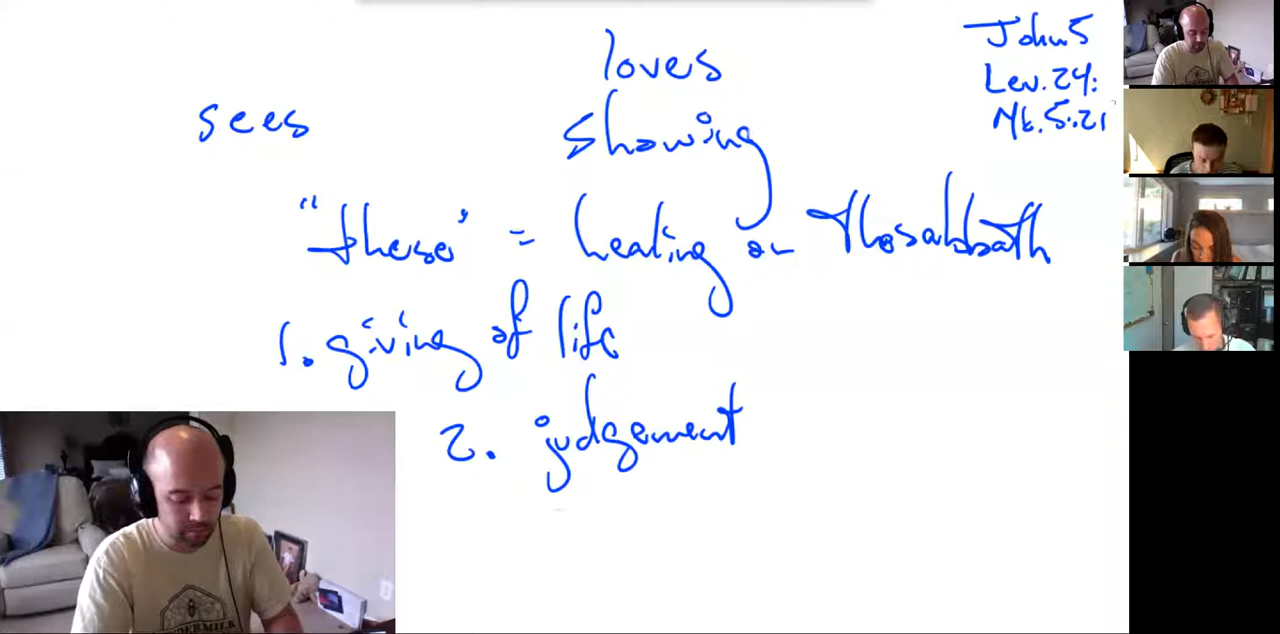 loves
John 5
Lev. 24:
Mk. 5:21
sees
showing
"these" = healing on the sabbath
1. giving of life
2. judgement